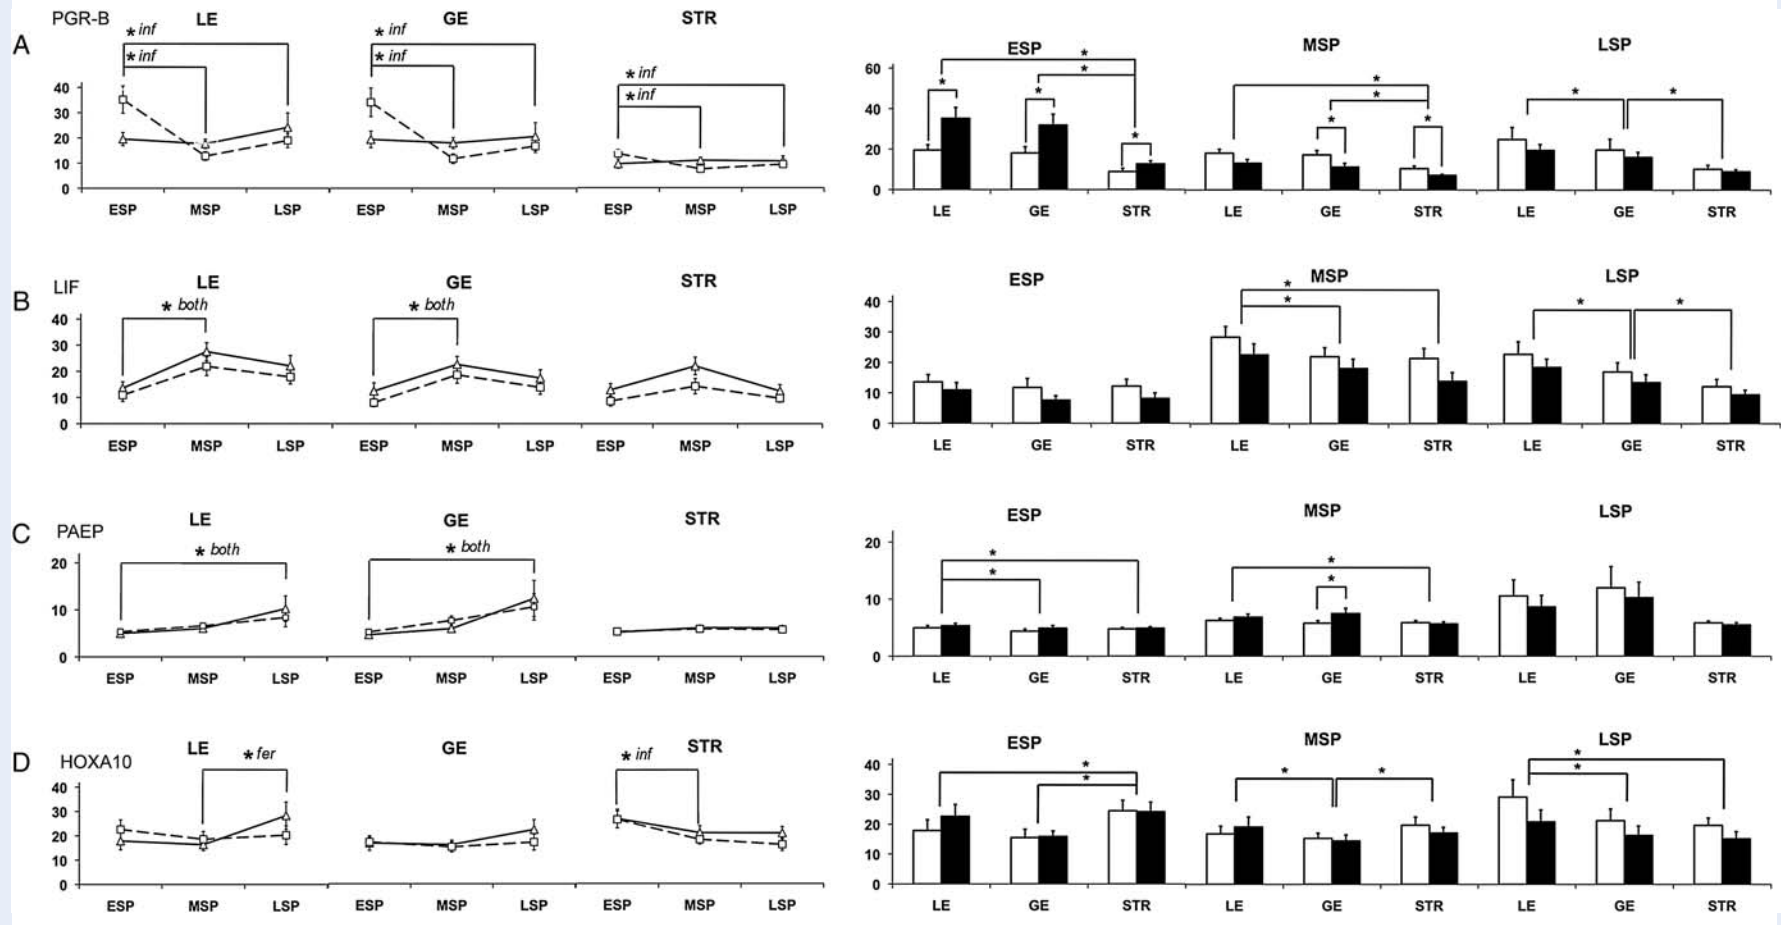 A PGR-B LE GE STR
* inf * inf
* inf * inf * inf
* inf
40
30
20
10
0
ESP MSP LSP ESP MSP LSP ESP MSP LSP
ESP MSP LSP
* * * * * * * * * * * *
60
40
20
0
LE GE STR LE GE STR LE GE STR
B LIF LE GE STR
* both * both
40
30
20
10
0
ESP MSP LSP ESP MSP LSP ESP MSP LSP
ESP MSP LSP
* * * *
40
30
20
10
0
LE GE STR LE GE STR LE GE STR
C PAEP LE GE STR
* both * both
20
10
0
ESP MSP LSP ESP MSP LSP ESP MSP LSP
ESP MSP LSP
* * * *
20
10
0
LE GE STR LE GE STR LE GE STR
D HOXA10 LE GE STR
* fer * inf
40
30
20
10
0
ESP MSP LSP ESP MSP LSP ESP MSP LSP
ESP MSP LSP
* * * * * *
40
30
20
10
0
LE GE STR LE GE STR LE GE STR